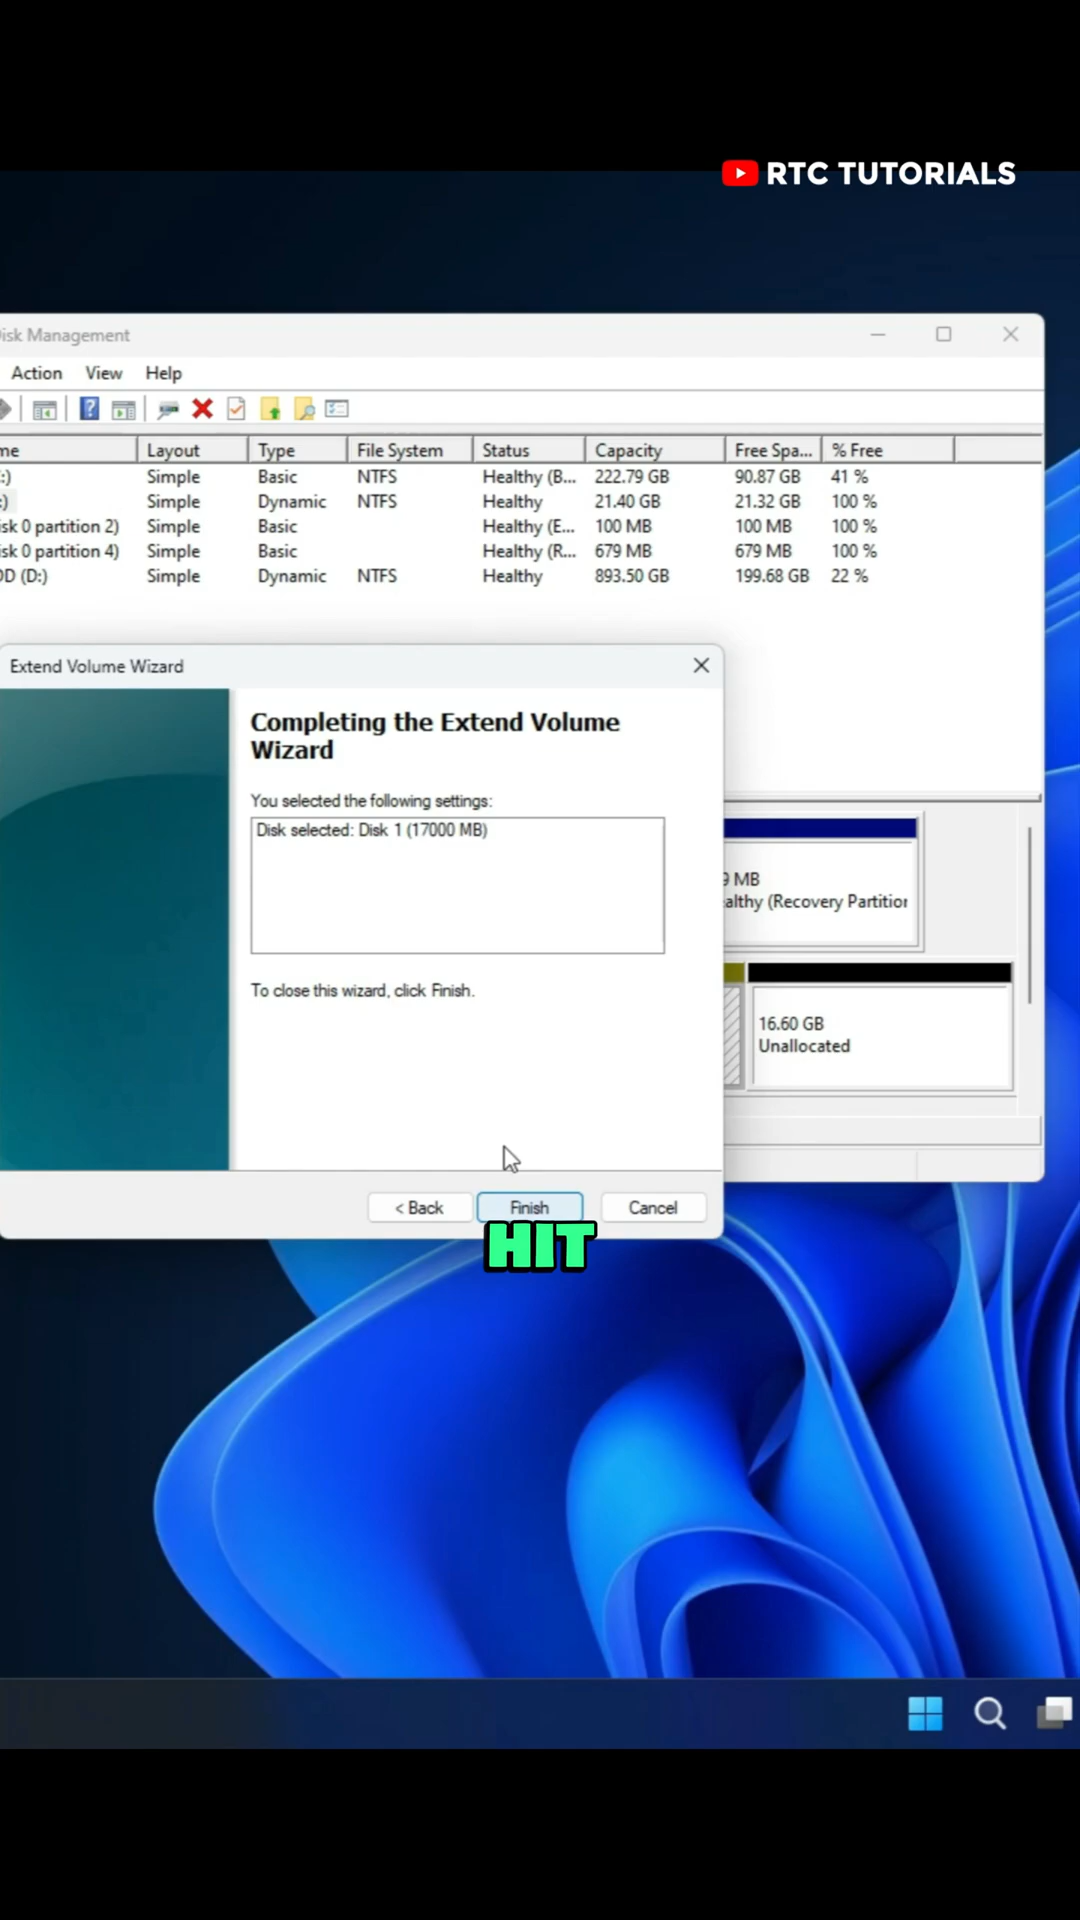 RTC TUTORIALS
isk Management
Action View Help
me Layout Type File System Status Capacity Free Spa... % Free
:) Simple Basic NTFS Healthy (B... 222.79 GB 90.87 GB 41 %
:) Simple Dynamic NTFS Healthy 21.40 GB 21.32 GB 100 %
isk 0 partition 2) Simple Basic Healthy (E... 100 MB 100 MB 100 %
isk 0 partition 4) Simple Basic Healthy (R... 679 MB 679 MB 100 %
DD (D:) Simple Dynamic NTFS Healthy 893.50 GB 199.68 GB 22 %
Extend Volume Wizard
Completing the Extend Volume
Wizard
You selected the following settings:
Disk selected: Disk 1 (17000 MB)
To close this wizard, click Finish.
9 MB
althy (Recovery Partition
16.60 GB
Unallocated
< Back Finish Cancel
HIT